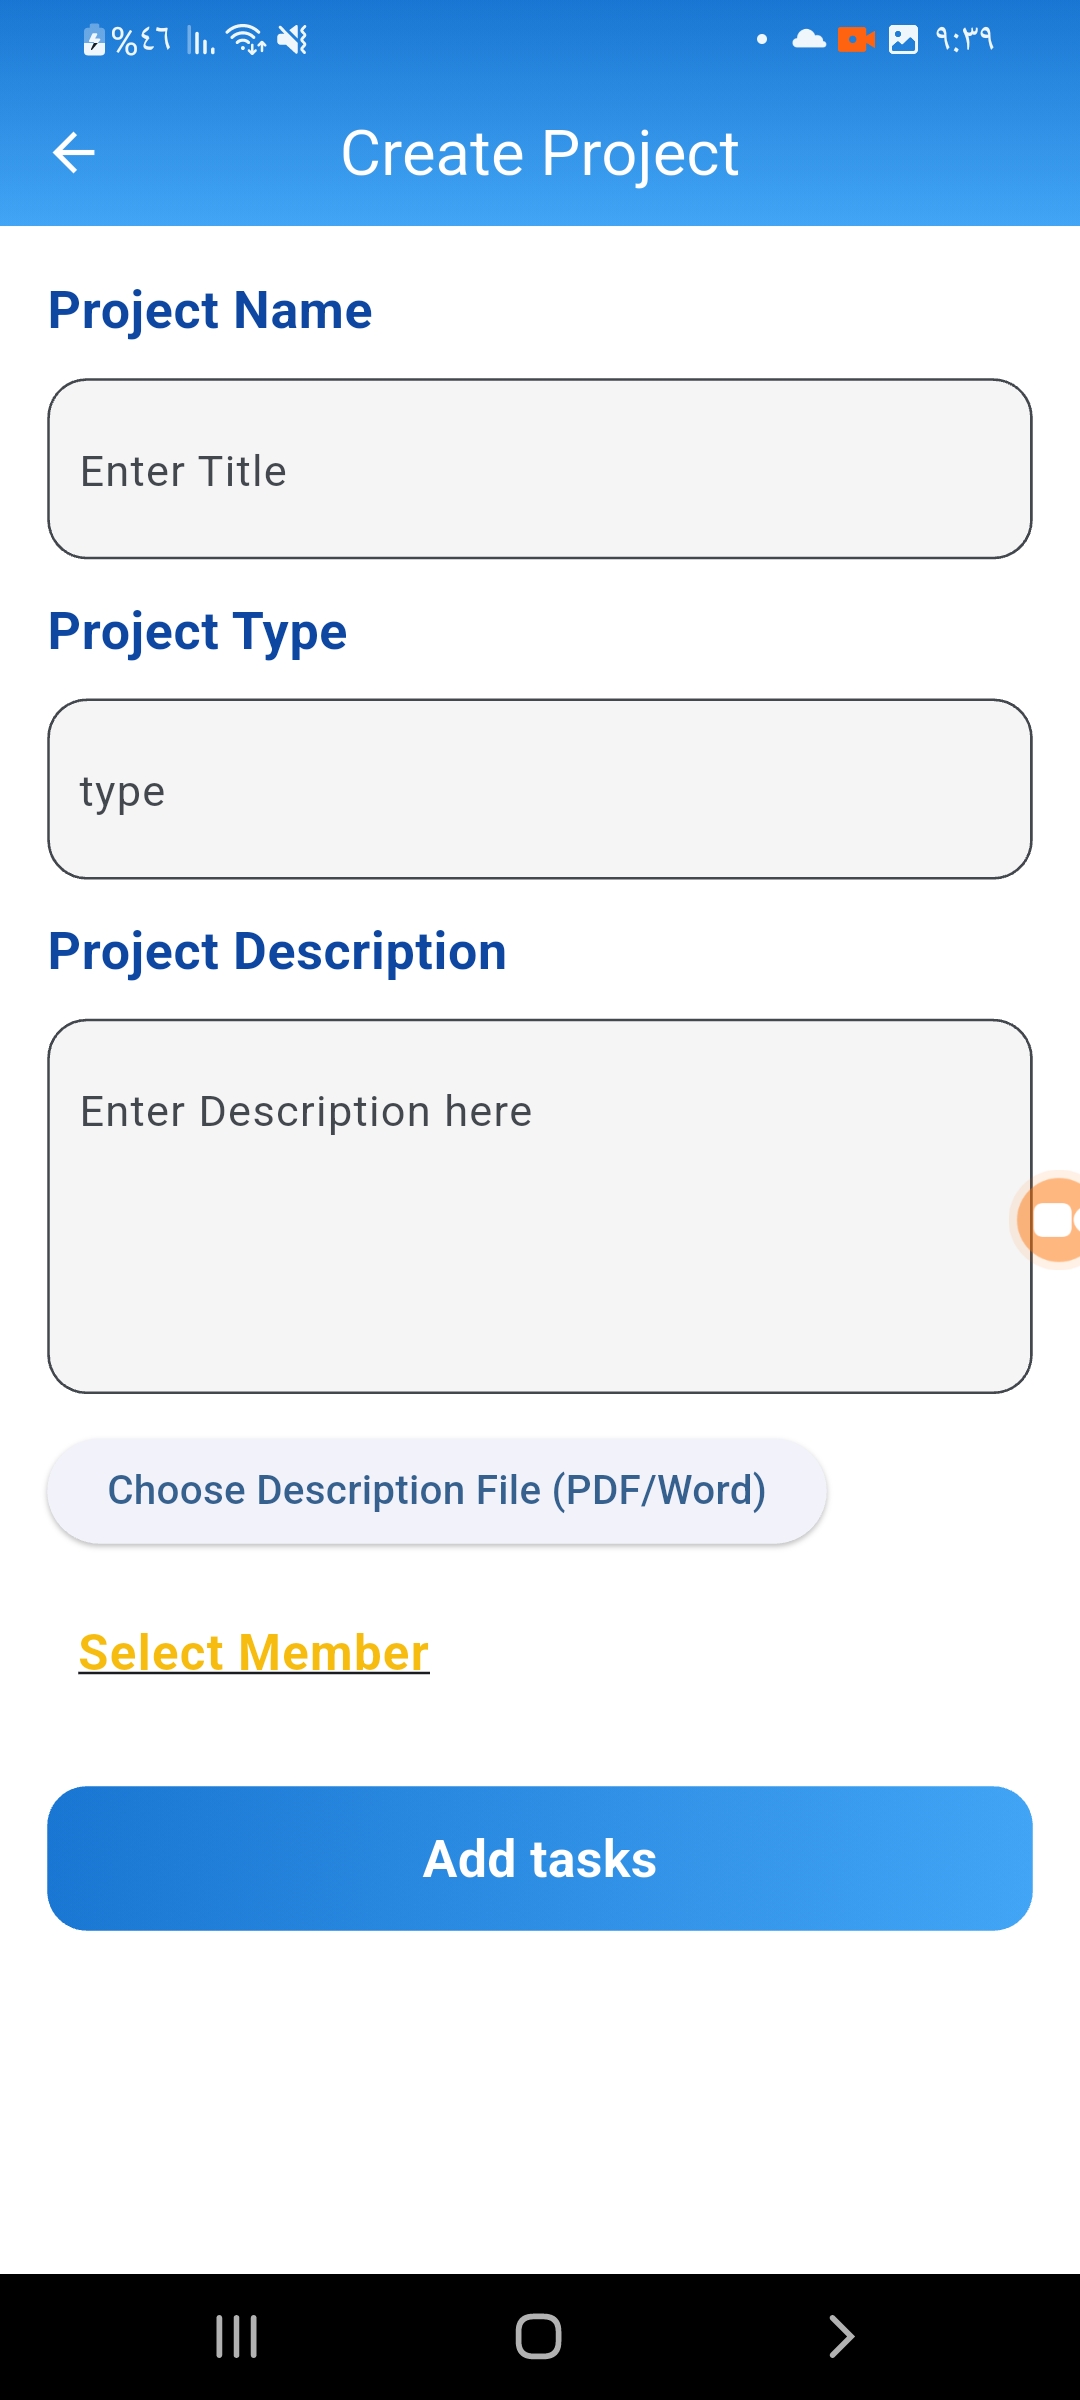 %٤٦ ٩:٣٩
Create Project
Project Name
Enter Title
Project Type
type
Project Description
Enter Description here
Choose Description File (PDF/Word)
Select Member
Add tasks